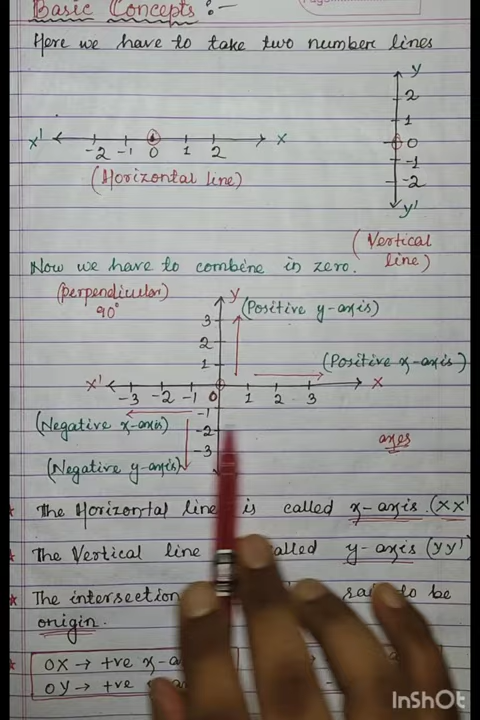 Basic Concepts :-
Here we have to take two number lines
X' -2 -1 0 1 2 X
(Horizontal line)
Y
2
1
0
-1
-2
Y'
(Vertical line)
Now we have to combine in zero.
(perpendicular)
90°
Y
(Positive y-axis)
3
2
1
(Positive x-axis)
X' -3 -2 -1 0 1 2 3 X
-1
-2
-3
(Negative x-axis)
(Negative y-axis)
axes
* The Horizontal line is called x-axis. (XX'
* The Vertical line called y-axis (YY'
* The intersection said to be
origin.
* OX → +ve x-a
OY → +ve
InShOt